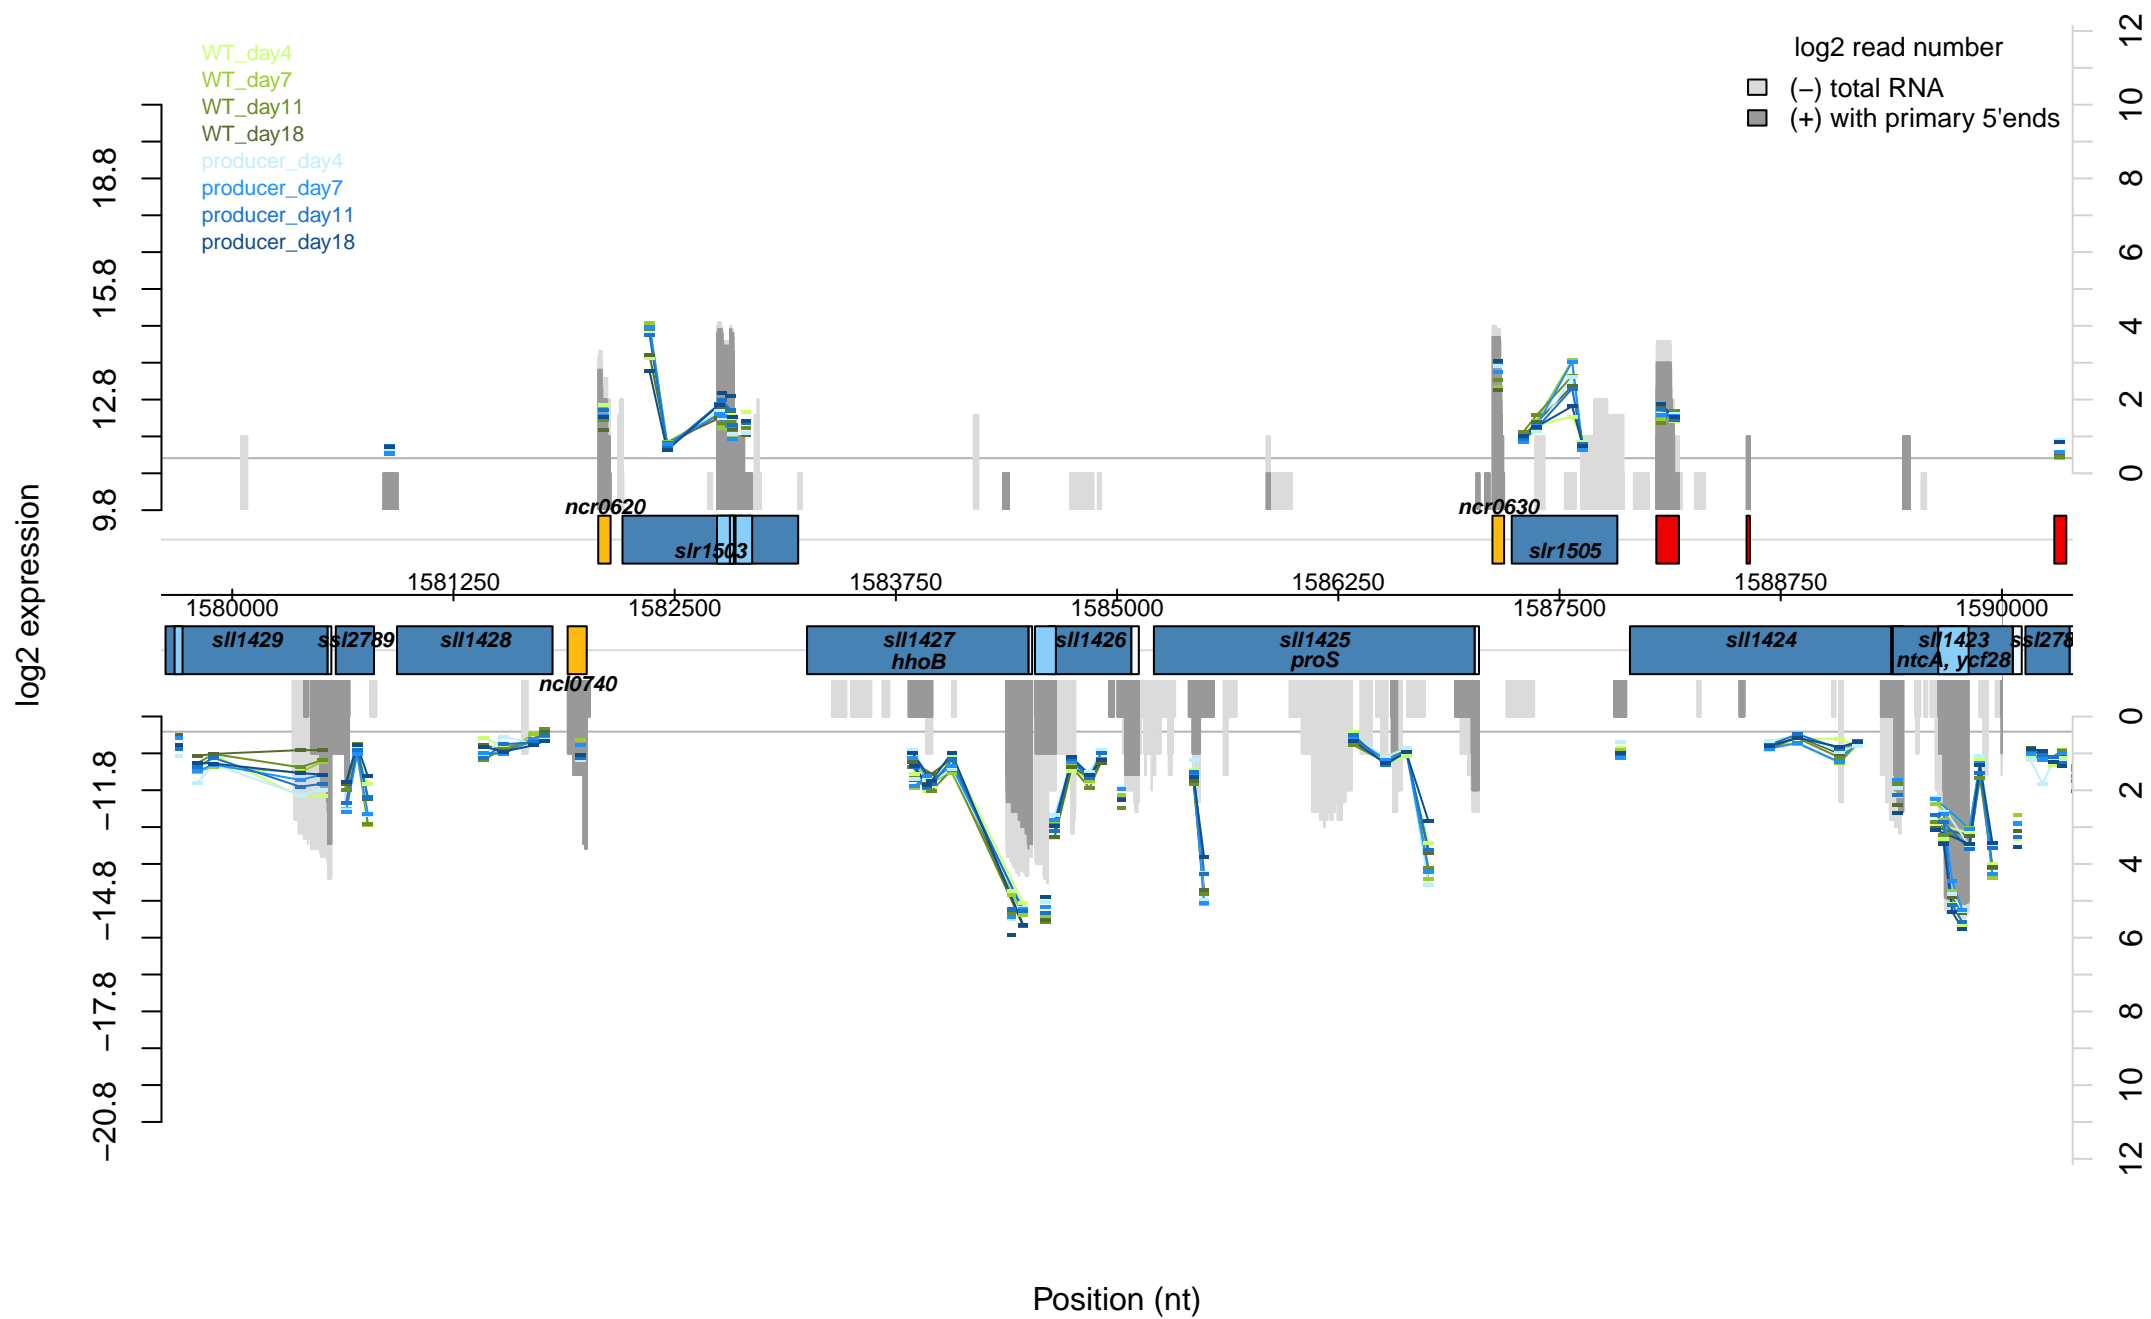 WT_day4
WT_day7
WT_day11
WT_day18
producer_day4
producer_day7
producer_day11
producer_day18
log2 read number
(−) total RNA
(+) with primary 5'ends
log2 expression
18.8
15.8
12.8
9.8
12
10
8
6
4
2
0
ncr0620
ncr0630
slr1503
slr1505
1581250
1583750
1586250
1588750
1580000
1582500
1585000
1587500
1590000
sll1429
ssl2789
sll1428
sll1427
hhoB
sll1426
sll1425
proS
sll1424
sll1423
ntcA, ycf28
ssl278
ncl0740
−11.8
−14.8
−17.8
−20.8
0
2
4
6
8
10
12
Position (nt)